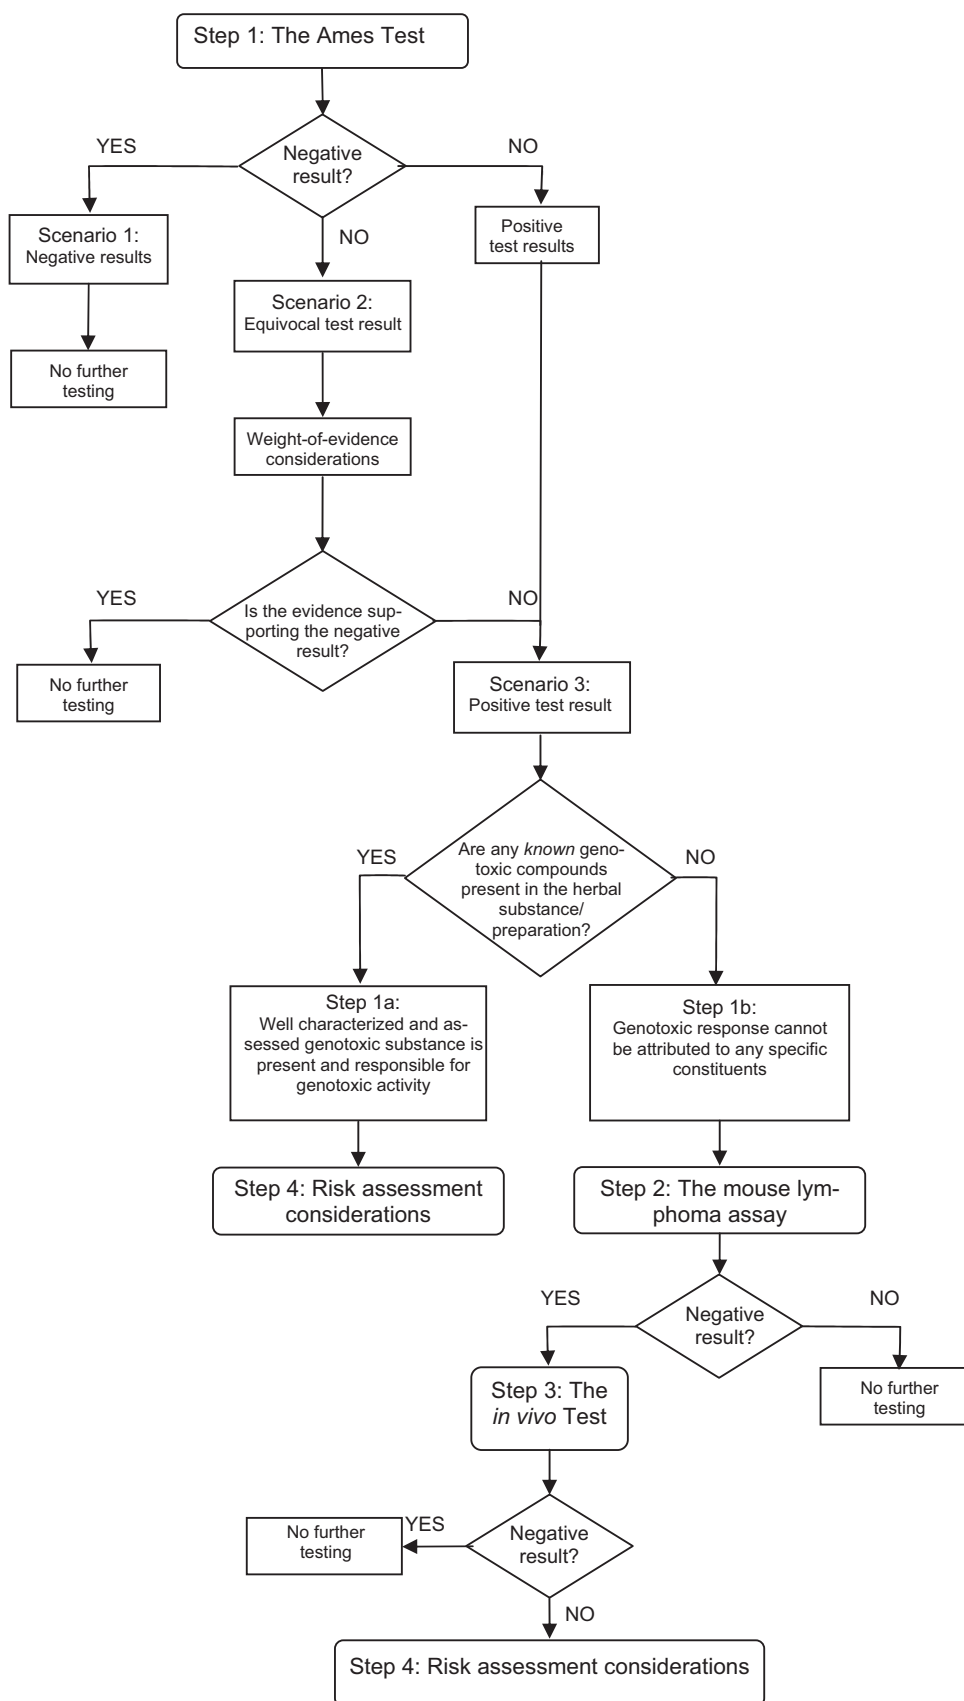 Step 1: The Ames Test
YES
Negative
result?
NO
Scenario 1:
Negative results
NO
Positive
test results
Scenario 2:
Equivocal test result
No further
testing
Weight-of-evidence
considerations
YES
Is the evidence sup-
porting the negative
result?
NO
No further
testing
Scenario 3:
Positive test result
YES
Are any known geno-
toxic compounds
present in the herbal
substance/
preparation?
NO
Step 1a:
Well characterized and as-
sessed genotoxic substance is
present and responsible for
genotoxic activity
Step 1b:
Genotoxic response cannot
be attributed to any specific
constituents
Step 4: Risk assessment
considerations
Step 2: The mouse lym-
phoma assay
YES
Negative
result?
NO
Step 3: The
in vivo Test
No further
testing
No further
testing
YES
Negative
result?
NO
Step 4: Risk assessment considerations